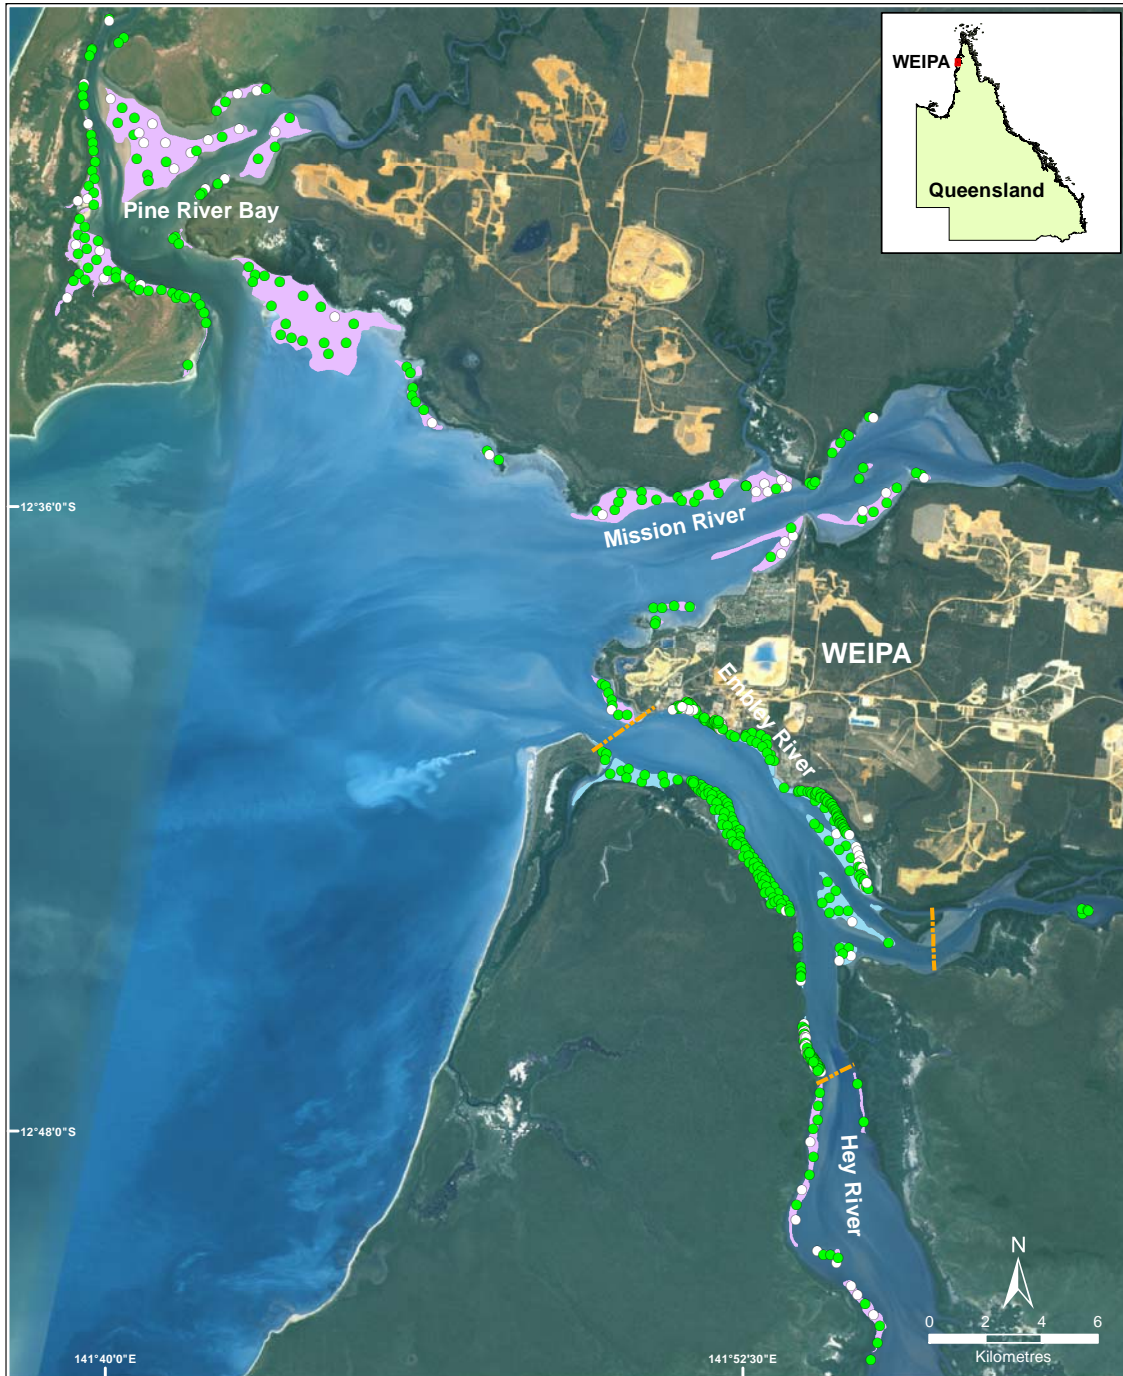 WEIPA
Queensland
Pine River Bay
12°36'0"S
Mission River
WEIPA
Embley River
12°48'0"S
Hey River
N
0 2 4 6
Kilometres
141°40'0"E
141°52'30"E